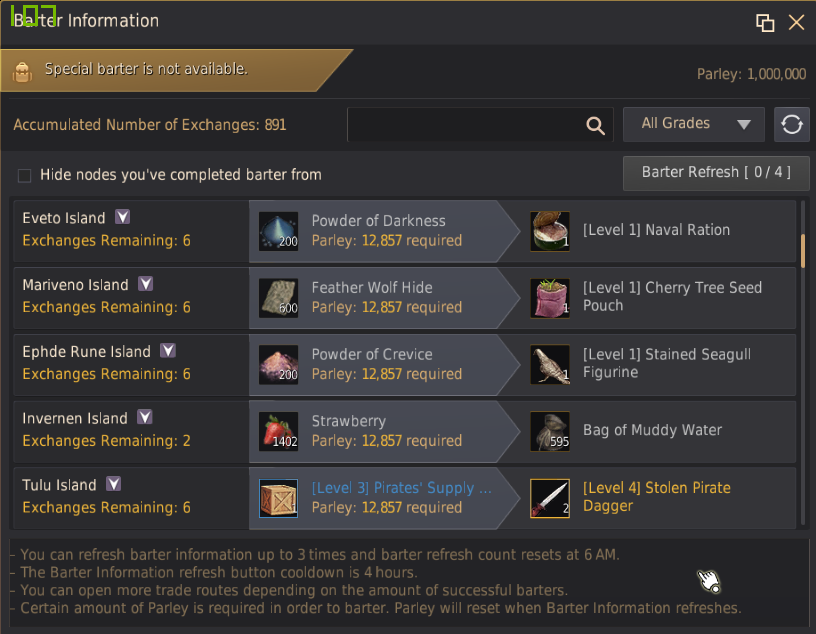 107
Barter Information
Special barter is not available.
Parley: 1,000,000
Accumulated Number of Exchanges: 891
All Grades
Hide nodes you've completed barter from
Barter Refresh [ 0 / 4 ]
Eveto Island
Exchanges Remaining: 6
200
Powder of Darkness
Parley: 12,857 required
1
[Level 1] Naval Ration
Mariveno Island
Exchanges Remaining: 6
600
Feather Wolf Hide
Parley: 12,857 required
1
[Level 1] Cherry Tree Seed
Pouch
Ephde Rune Island
Exchanges Remaining: 6
200
Powder of Crevice
Parley: 12,857 required
1
[Level 1] Stained Seagull
Figurine
Invernen Island
Exchanges Remaining: 2
1402
Strawberry
Parley: 12,857 required
595
Bag of Muddy Water
Tulu Island
Exchanges Remaining: 6
1
[Level 3] Pirates' Supply ...
Parley: 12,857 required
2
[Level 4] Stolen Pirate
Dagger
- You can refresh barter information up to 3 times and barter refresh count resets at 6 AM.
- The Barter Information refresh button cooldown is 4 hours.
- You can open more trade routes depending on the amount of successful barters.
- Certain amount of Parley is required in order to barter. Parley will reset when Barter Information refreshes.